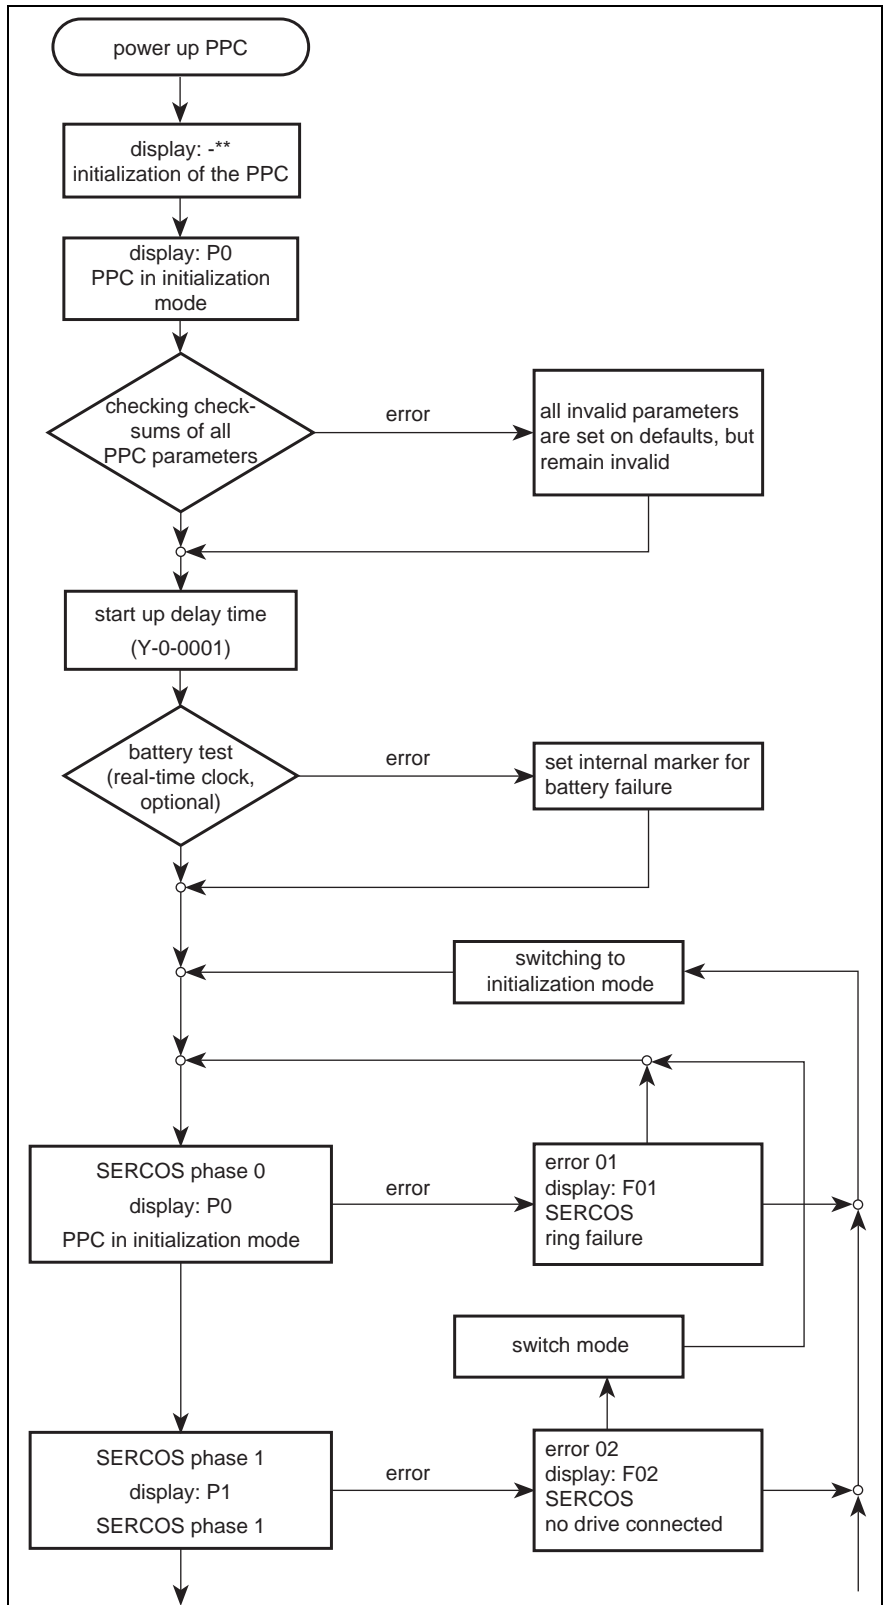 power up PPC
display: -**
initialization of the PPC
display: P0
PPC in initialization
mode
checking check-
sums of all
PPC parameters
error
all invalid parameters
are set on defaults, but
remain invalid
start up delay time
(Y-0-0001)
battery test
(real-time clock,
optional)
error
set internal marker for
battery failure
switching to
initialization mode
SERCOS phase 0
display: P0
PPC in initialization mode
error
error 01
display: F01
SERCOS
ring failure
switch mode
SERCOS phase 1
display: P1
SERCOS phase 1
error
error 02
display: F02
SERCOS
no drive connected